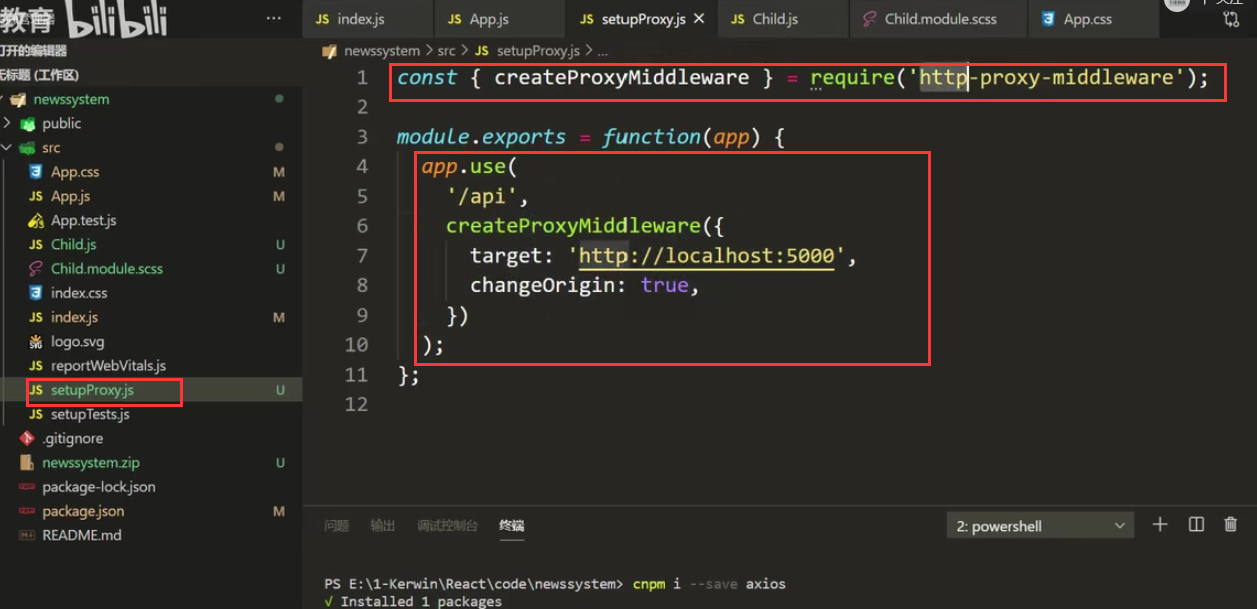 教育 bilibili
打开的编辑器
无标题 (工作区)
newssystem
public
src
App.css M
App.js M
App.test.js
Child.js U
Child.module.scss U
index.css
index.js M
logo.svg
reportWebVitals.js
setupProxy.js U
setupTests.js
.gitignore
newssystem.zip U
package-lock.json
package.json M
README.md
JS index.js JS App.js JS setupProxy.js × JS Child.js Child.module.scss App.css
newssystem > src > JS setupProxy.js > ...
1 const { createProxyMiddleware } = require('http-proxy-middleware');
2
3 module.exports = function(app) {
4 app.use(
5 '/api',
6 createProxyMiddleware({
7 target: 'http://localhost:5000',
8 changeOrigin: true,
9 })
10 );
11 };
12
问题 输出 调试控制台 终端 2: powershell
PS E:\1-Kerwin\React\code\newssystem> cnpm i --save axios
√ Installed 1 packages